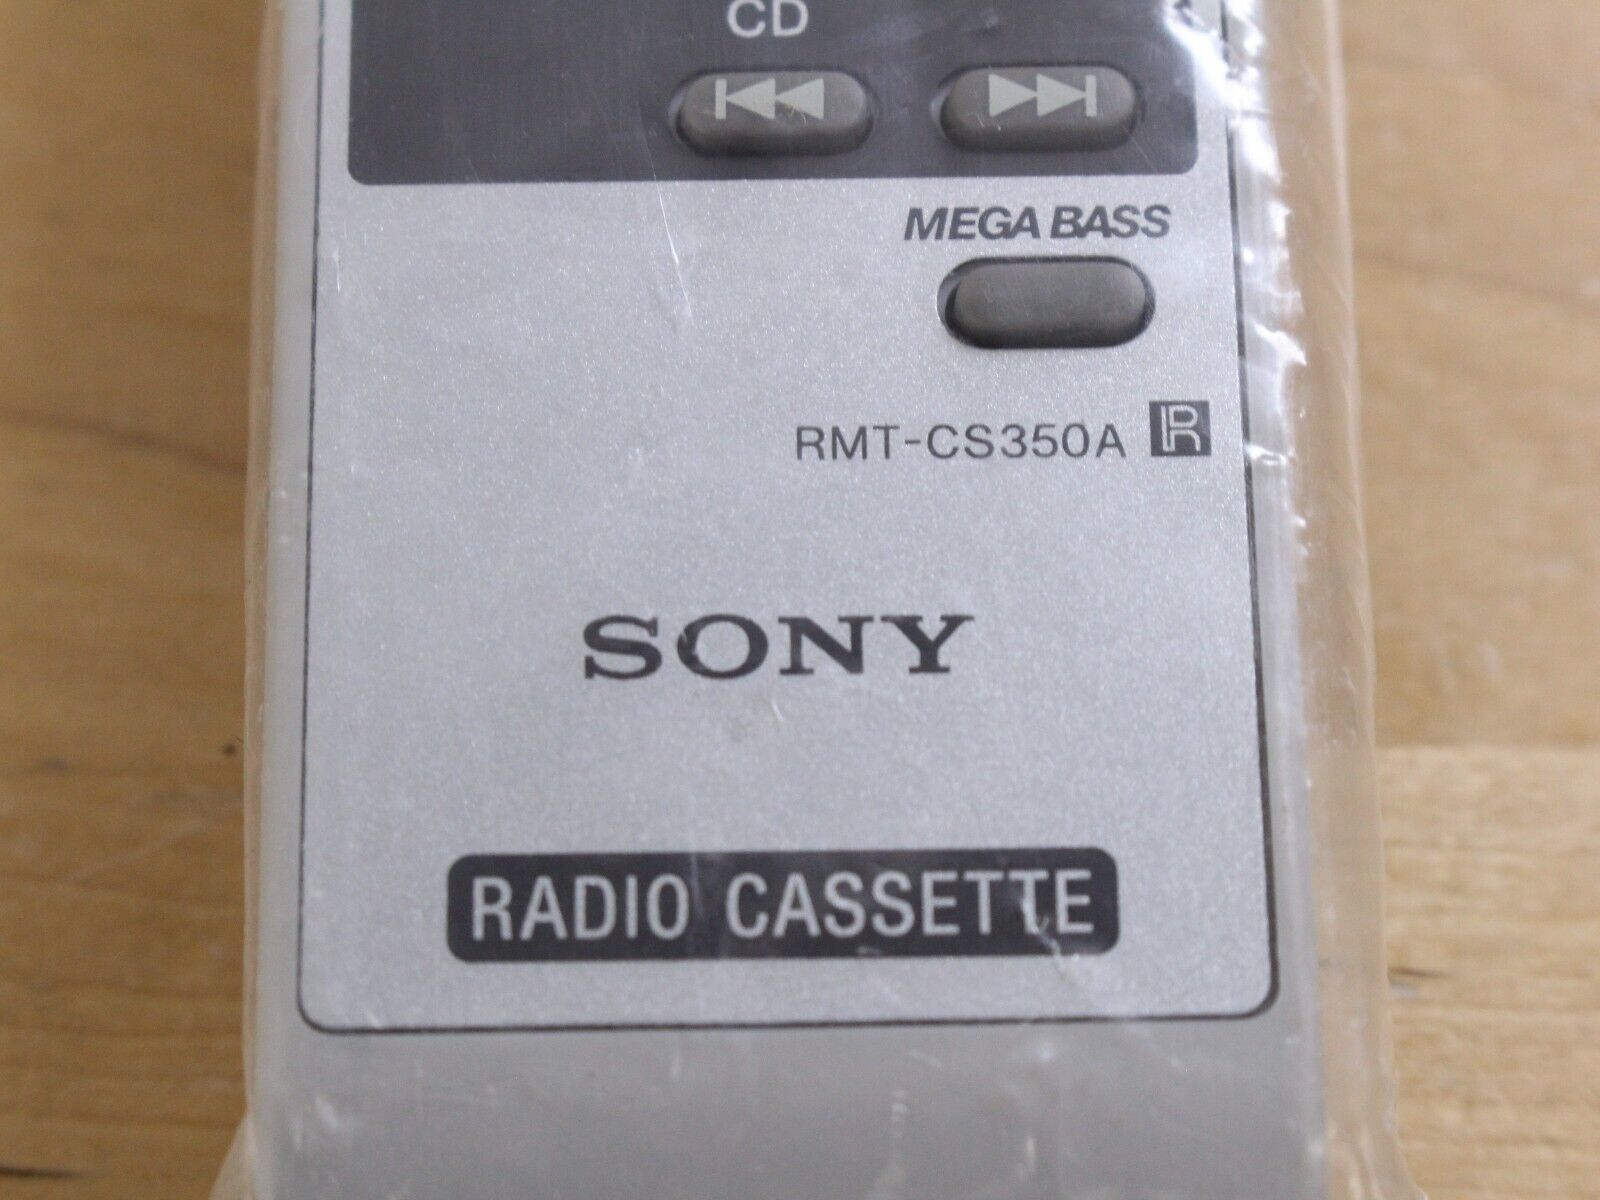 CD
MEGA BASS
RMT-CS350A R
SONY
RADIO CASSETTE